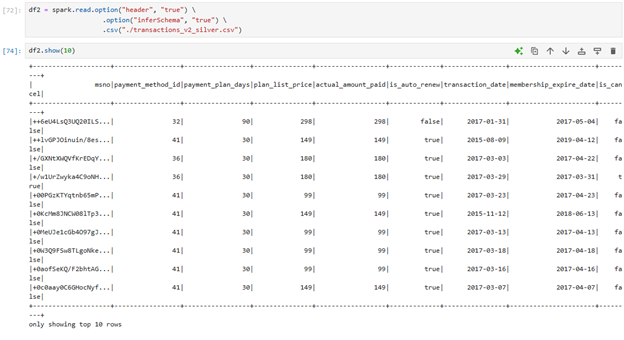 [72]: df2 = spark.read.option("header", "true") \
.option("inferSchema", "true") \
.csv("./transactions_v2_silver.csv")
[74]: df2.show(10)
+--------------------+-----------------+-----------------+---------------+------------------+-------------+----------------+----------------------+-----
---+
| msno|payment_method_id|payment_plan_days|plan_list_price|actual_amount_paid|is_auto_renew|transaction_date|membership_expire_date|is_can
cel|
+--------------------+-----------------+-----------------+---------------+------------------+-------------+----------------+----------------------+-----
---+
|++6eU4LsQ3UQ20ILS...| 32| 90| 298| 298| false| 2017-01-31| 2017-05-04| fa
lse|
|++lvGPJOinuin/8es...| 41| 30| 149| 149| true| 2015-08-09| 2019-04-12| fa
lse|
|+/GXNtXWQVfKrEDqY...| 36| 30| 180| 180| true| 2017-03-03| 2017-04-22| fa
lse|
|+/w1UrZwyka4C9oNH...| 36| 30| 180| 180| true| 2017-03-29| 2017-03-31| t
rue|
|+00PGzKTYqtnb65mP...| 41| 30| 99| 99| true| 2017-03-23| 2017-04-23| fa
lse|
|+0KcMm8JNCW08lTp3...| 41| 30| 149| 149| true| 2015-11-12| 2018-06-13| fa
lse|
|+0MeUJe1cGb4O97gJ...| 41| 30| 99| 99| true| 2017-03-13| 2017-04-13| fa
lse|
|+0W3Q9FSw8TLgoNke...| 41| 30| 99| 99| true| 2017-03-18| 2017-04-18| fa
lse|
|+0aofSeKQ/F2bhtAG...| 41| 30| 99| 99| true| 2017-03-16| 2017-04-16| fa
lse|
|+0c0aay0C6GHocNyf...| 41| 30| 149| 149| true| 2017-03-07| 2017-04-07| fa
lse|
+--------------------+-----------------+-----------------+---------------+------------------+-------------+----------------+----------------------+-----
---+
only showing top 10 rows